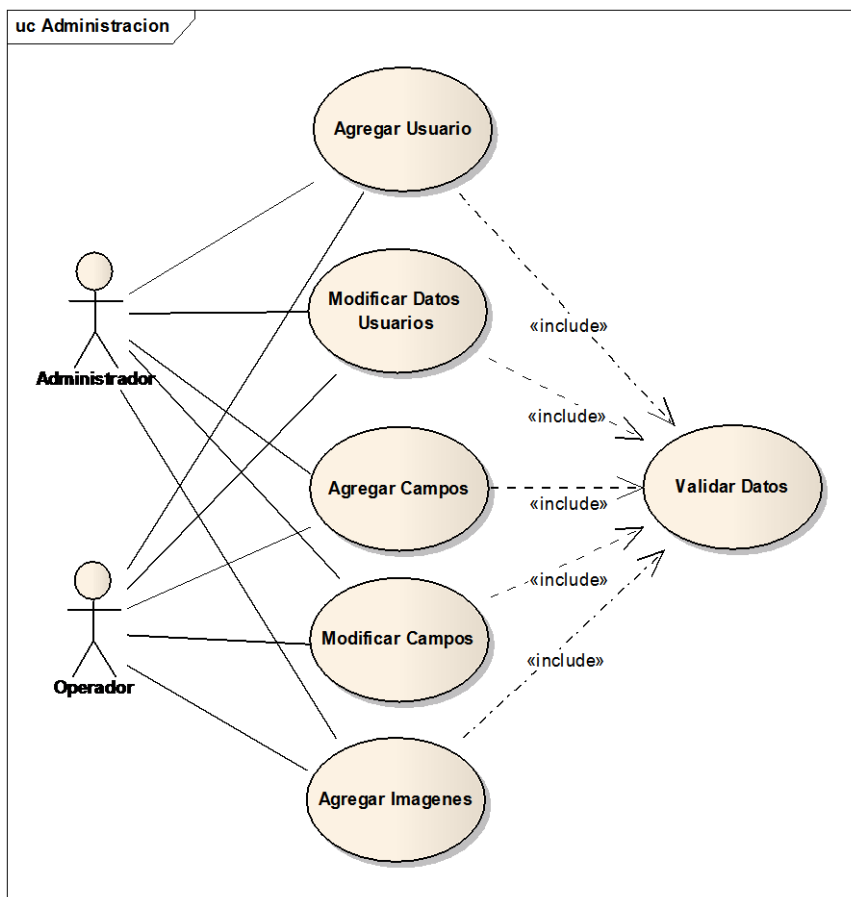 uc Administracion
Agregar Usuario
Modificar Datos
Usuarios
«include»
Administrador
«include»
Agregar Campos
Validar Datos
«include»
«include»
Modificar Campos
«include»
Operador
Agregar Imagenes